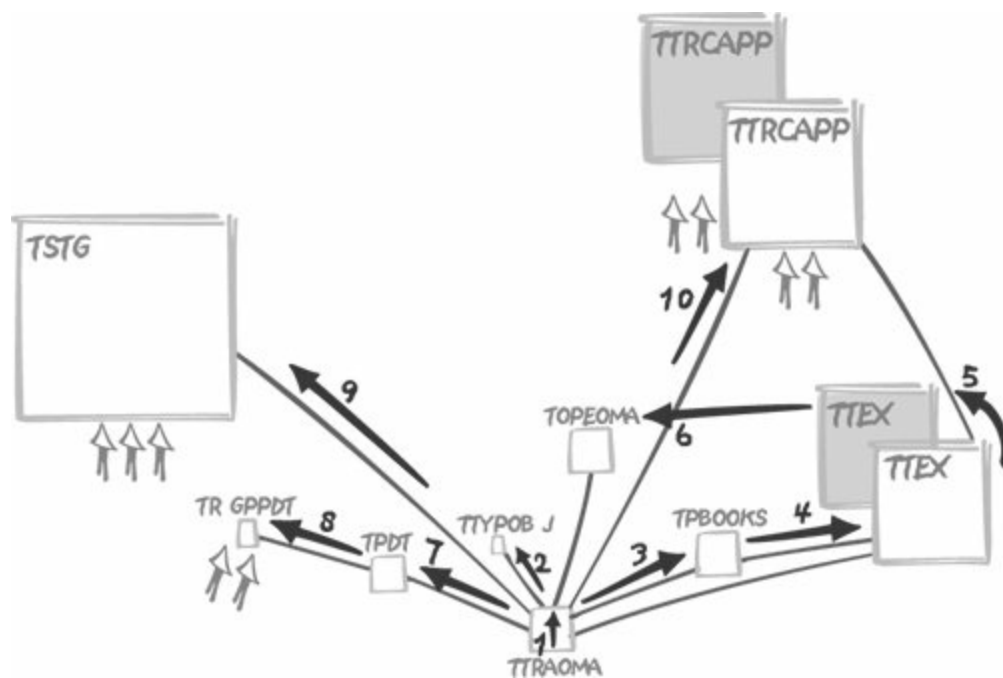 TTRCAPP
TTRCAPP
TSTG
10
5
9
TOPEOMA
TTEX
6
TTEX
TR GPPDT
8
TPDT
7
TTYPOB J
2
TPBOOKS
3
4
1
TTRAOMA